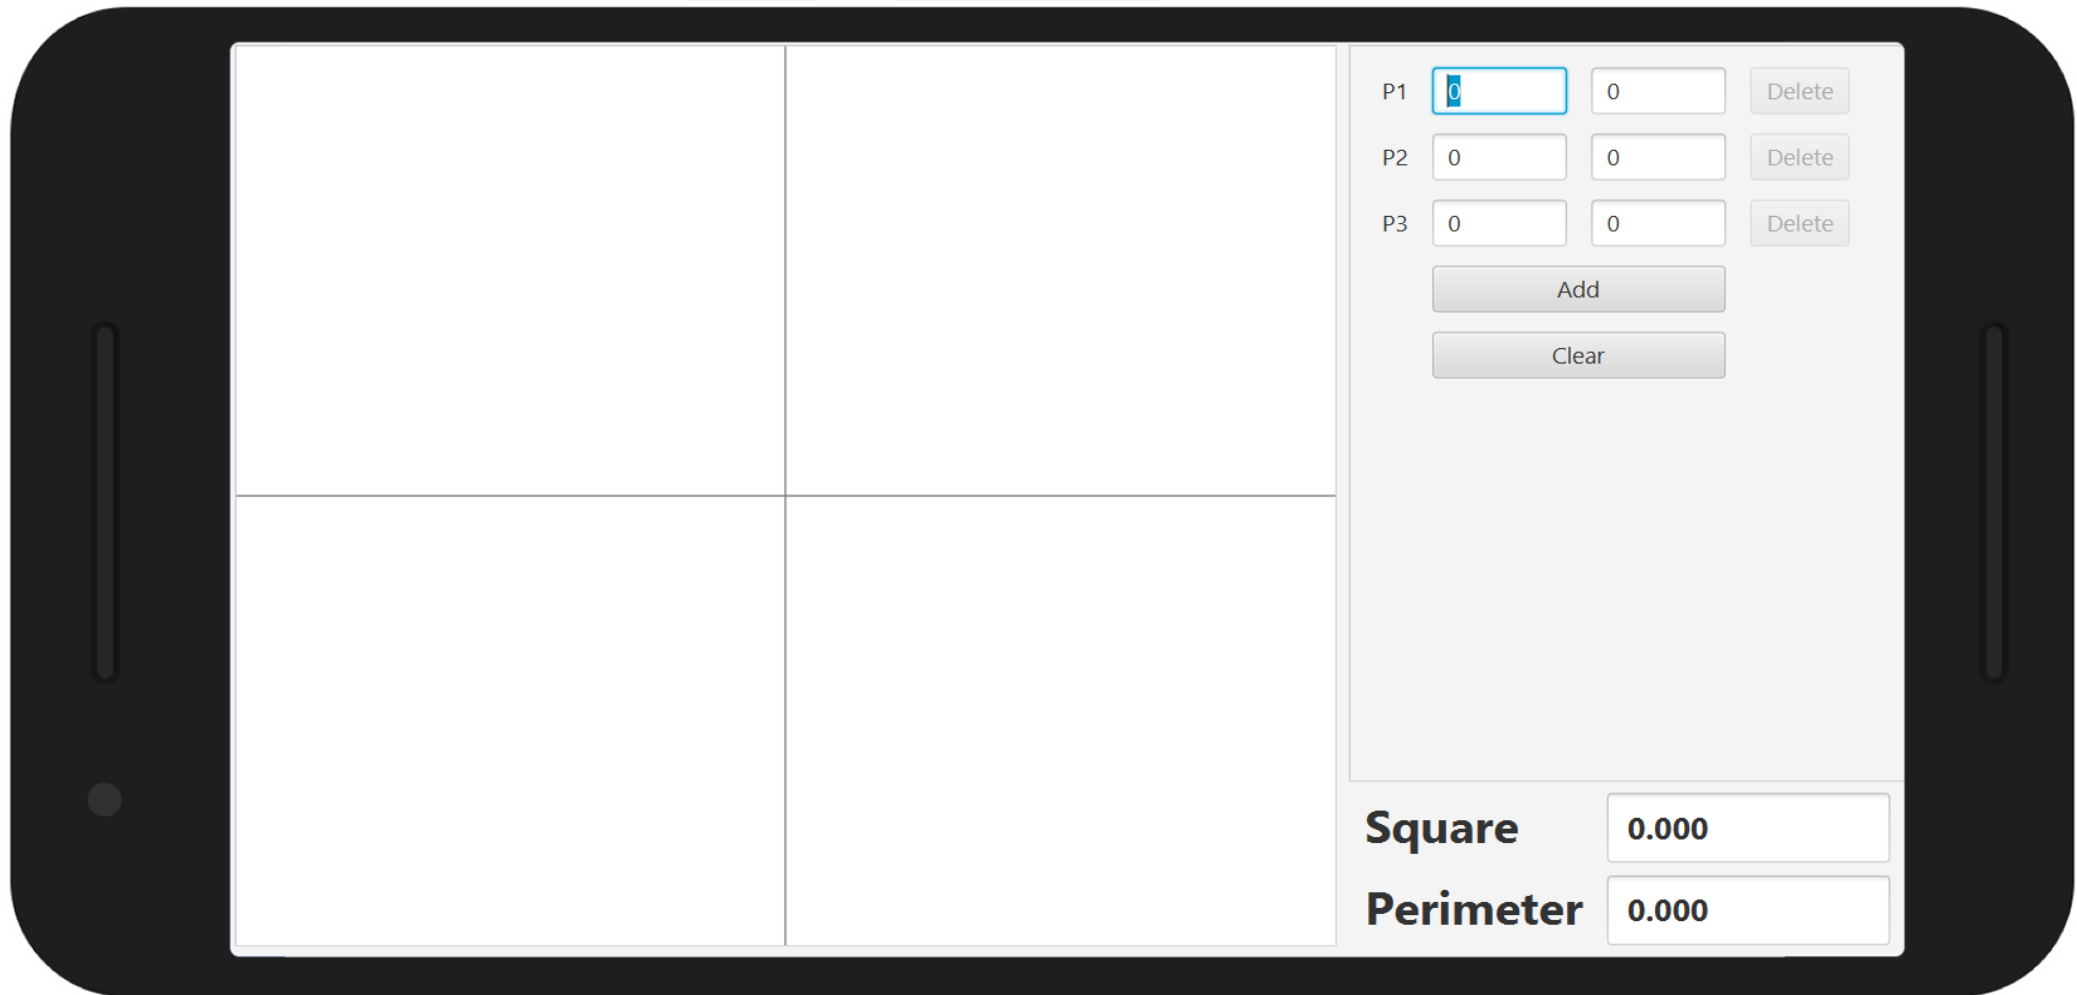 P1 0 0 Delete
P2 0 0 Delete
P3 0 0 Delete
Add
Clear
Square 0.000
Perimeter 0.000